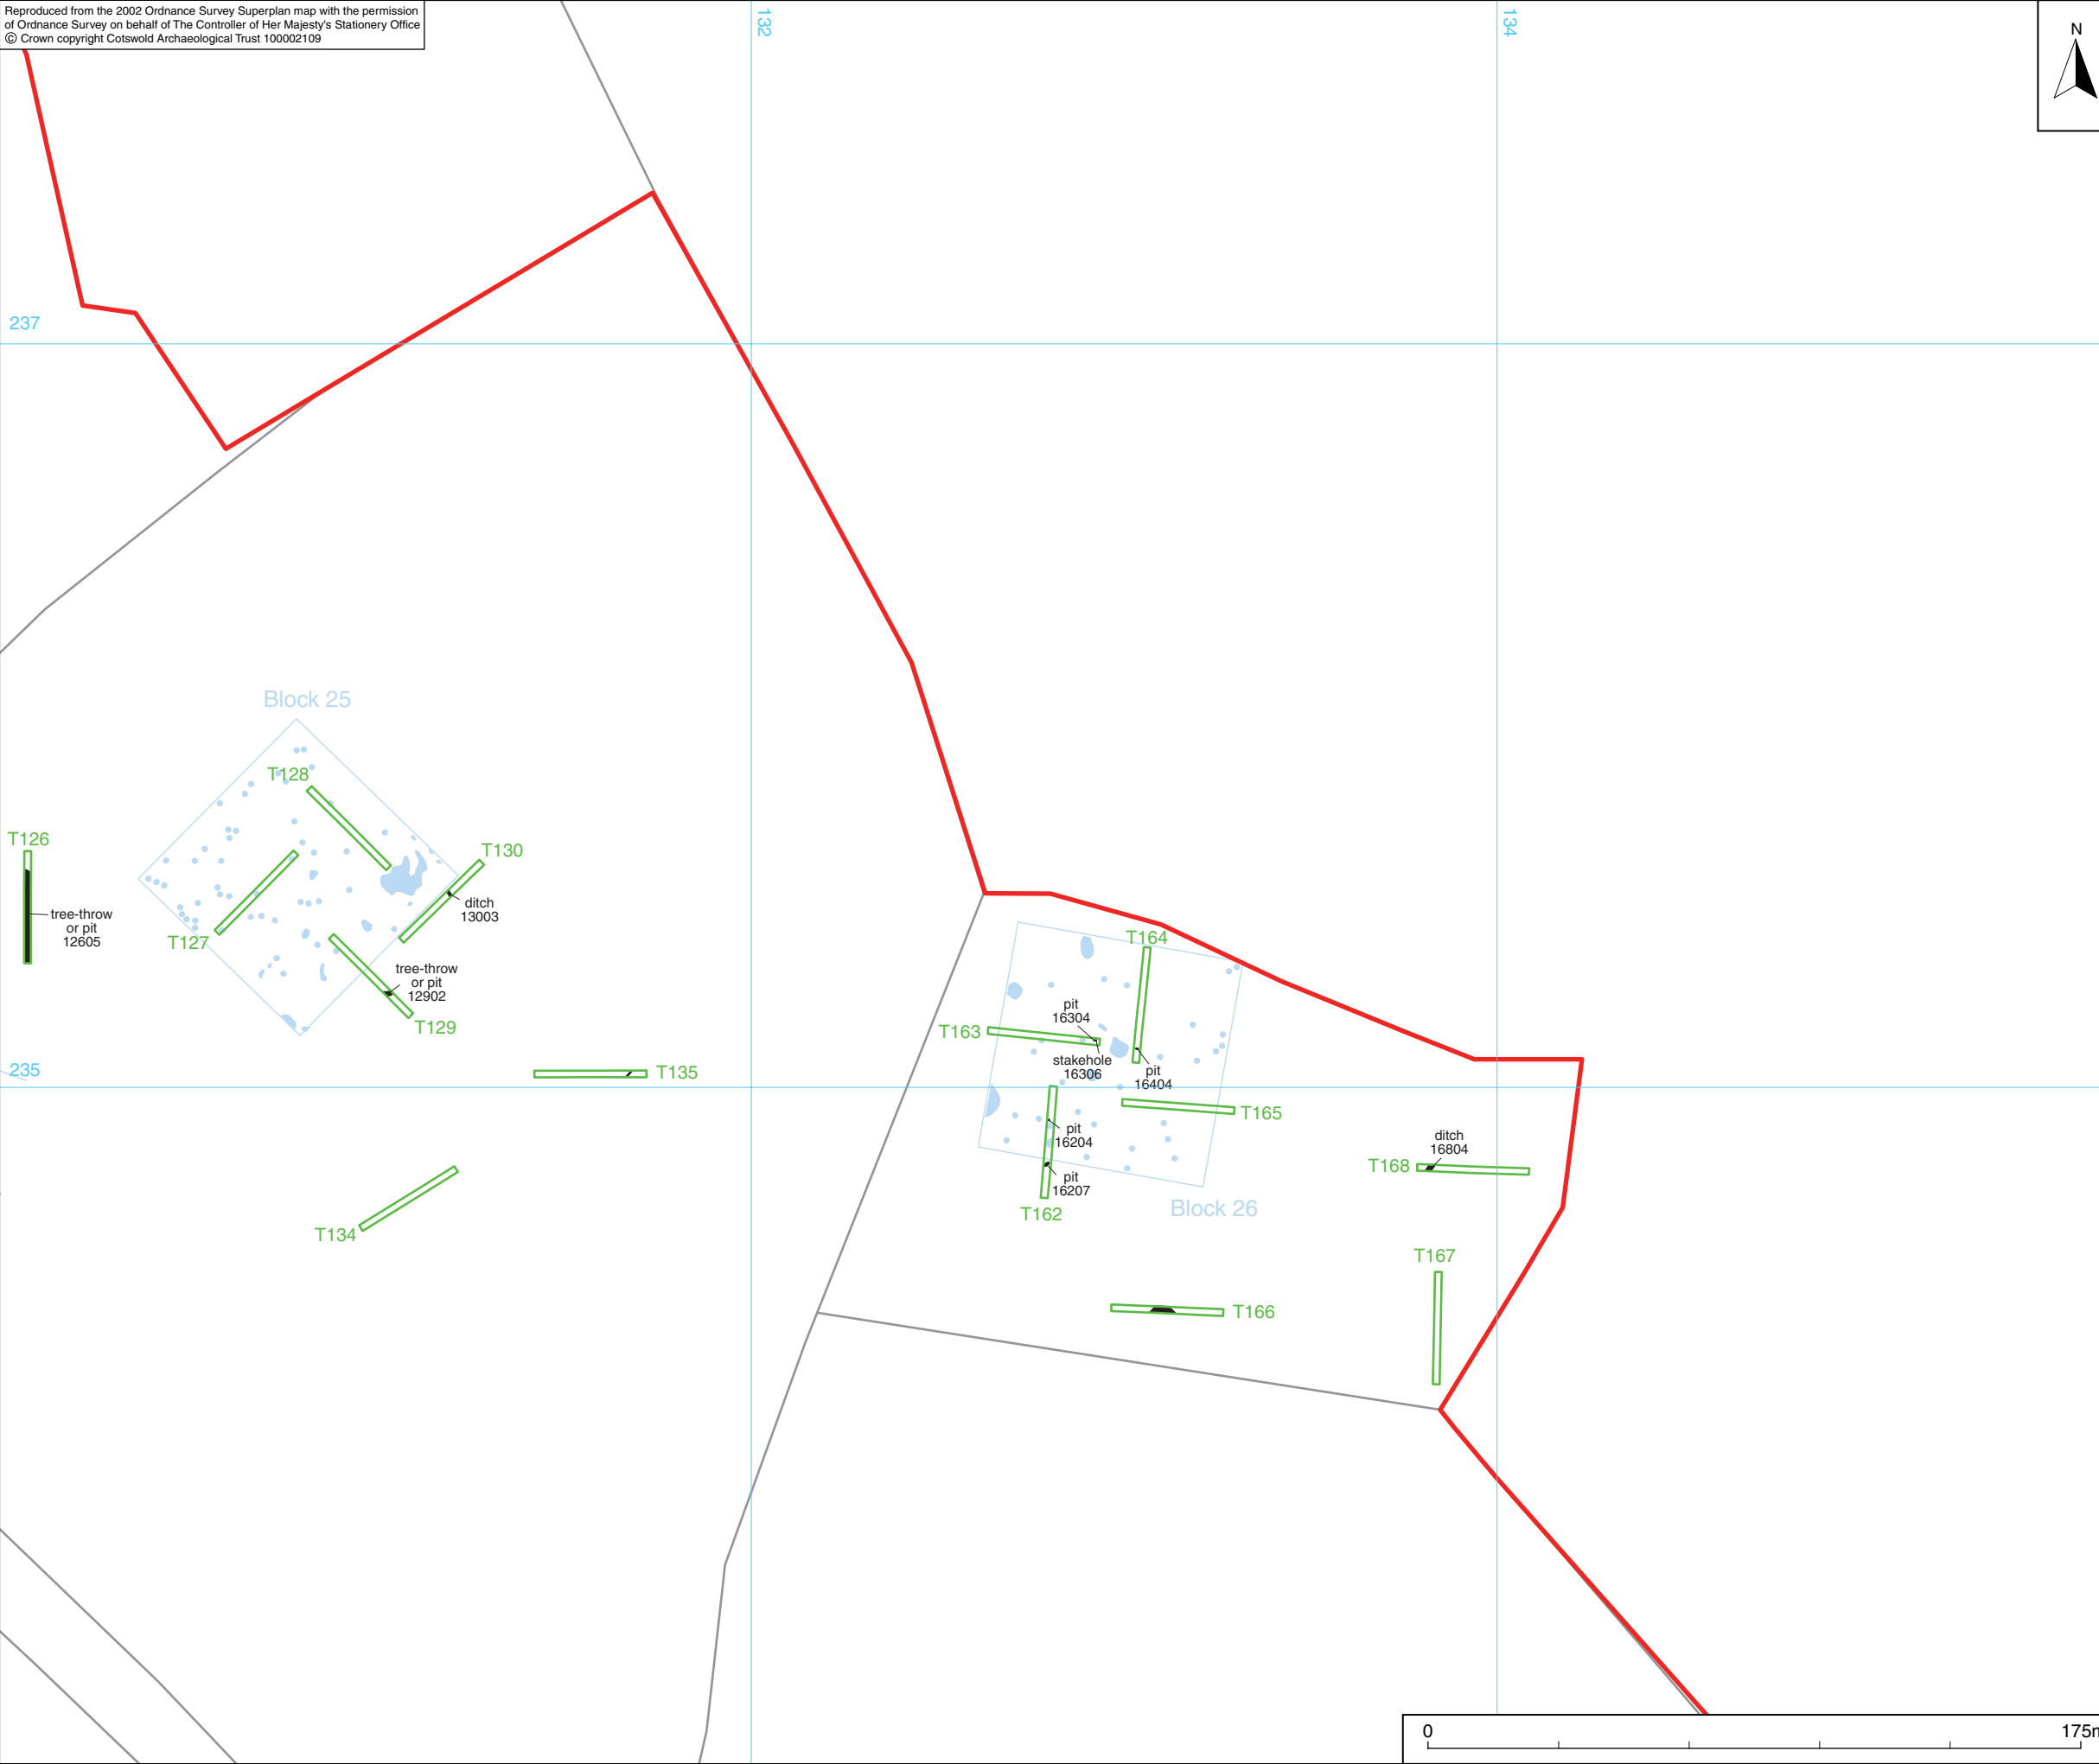 Reproduced from the 2002 Ordnance Survey Superplan map with the permission
of Ordnance Survey on behalf of The Controller of Her Majesty's Stationery Office
© Crown copyright Cotswold Archaeological Trust 100002109
132
134
N
237
Block 25
T128
T126
T130
tree-throw
or pit
12605
ditch
13003
T127
tree-throw
or pit
12902
T129
T164
pit
16304
T163
stakehole
16306
pit
16404
235
T135
T165
pit
16204
ditch
16804
T168
pit
16207
T162
Block 26
T134
T167
T166
0
175m